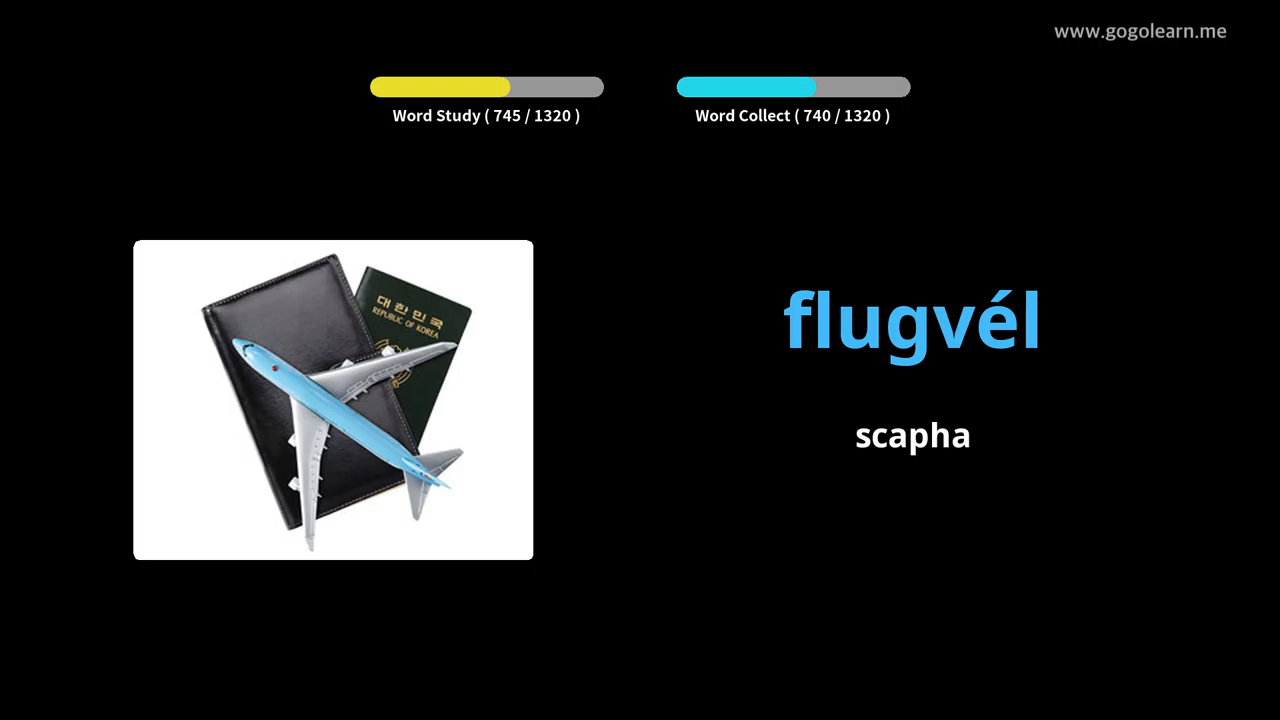 www.gogolearn.me
Word Study ( 745 / 1320 )
Word Collect ( 740 / 1320 )
대한민국
REPUBLIC OF KOREA
flugvél
scapha